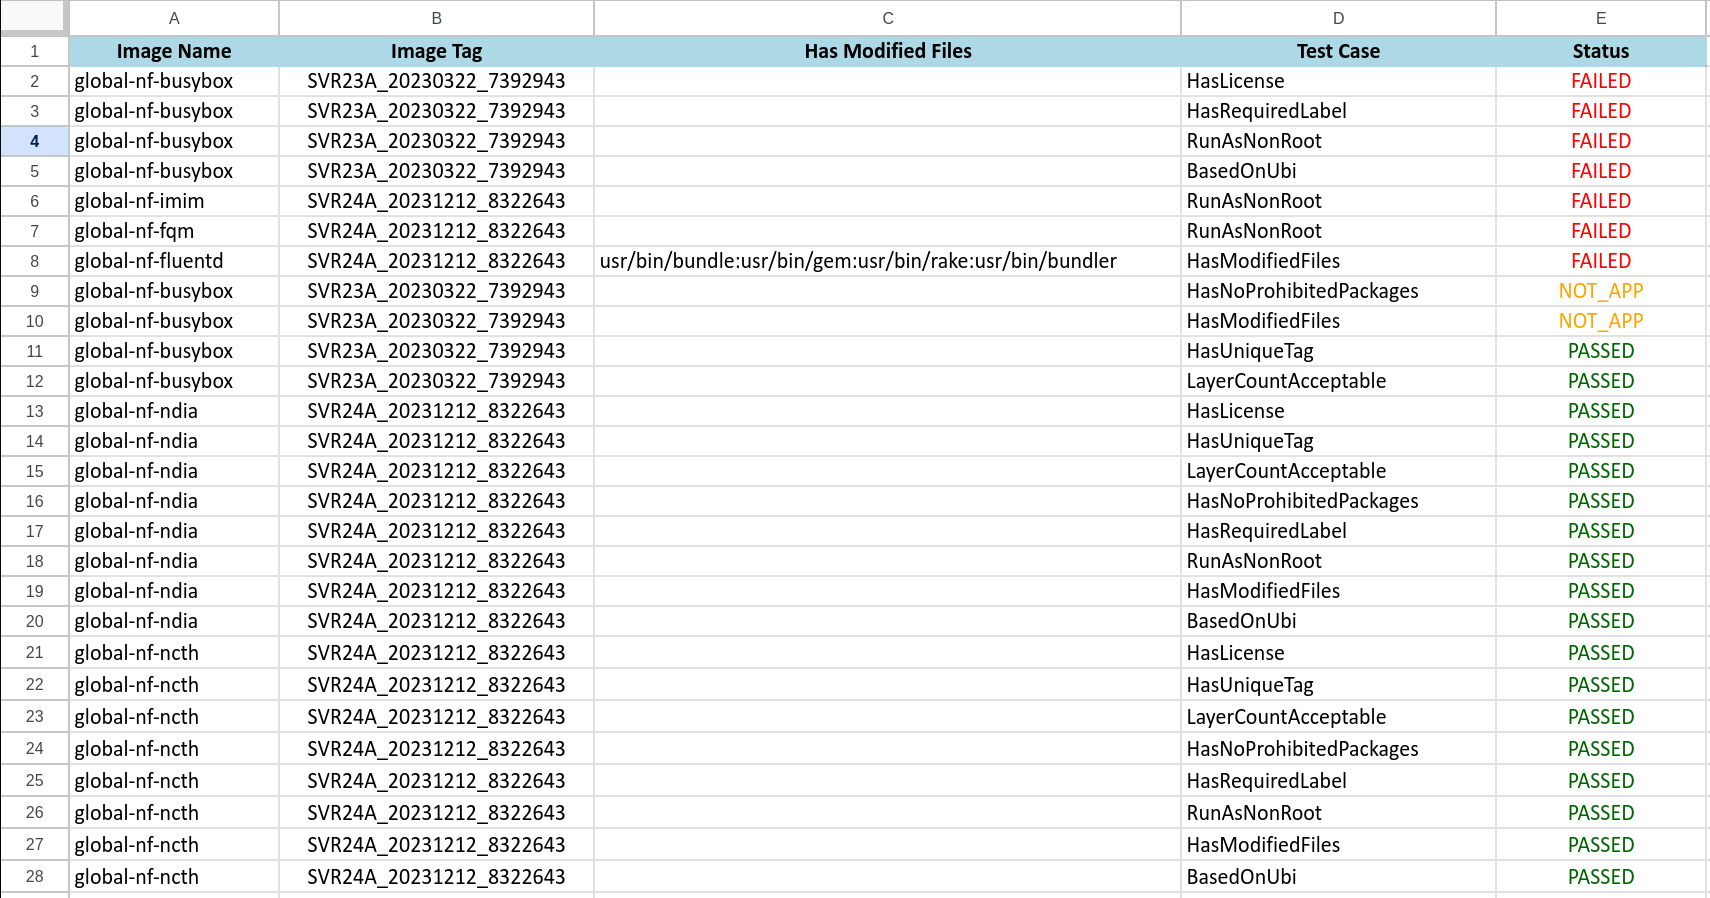 A B C D E
1 Image Name Image Tag Has Modified Files Test Case Status
2 global-nf-busybox SVR23A_20230322_7392943 HasLicense FAILED
3 global-nf-busybox SVR23A_20230322_7392943 HasRequiredLabel FAILED
4 global-nf-busybox SVR23A_20230322_7392943 RunAsNonRoot FAILED
5 global-nf-busybox SVR23A_20230322_7392943 BasedOnUbi FAILED
6 global-nf-imim SVR24A_20231212_8322643 RunAsNonRoot FAILED
7 global-nf-fqm SVR24A_20231212_8322643 RunAsNonRoot FAILED
8 global-nf-fluentd SVR24A_20231212_8322643 usr/bin/bundle:usr/bin/gem:usr/bin/rake:usr/bin/bundler HasModifiedFiles FAILED
9 global-nf-busybox SVR23A_20230322_7392943 HasNoProhibitedPackages NOT_APP
10 global-nf-busybox SVR23A_20230322_7392943 HasModifiedFiles NOT_APP
11 global-nf-busybox SVR23A_20230322_7392943 HasUniqueTag PASSED
12 global-nf-busybox SVR23A_20230322_7392943 LayerCountAcceptable PASSED
13 global-nf-ndia SVR24A_20231212_8322643 HasLicense PASSED
14 global-nf-ndia SVR24A_20231212_8322643 HasUniqueTag PASSED
15 global-nf-ndia SVR24A_20231212_8322643 LayerCountAcceptable PASSED
16 global-nf-ndia SVR24A_20231212_8322643 HasNoProhibitedPackages PASSED
17 global-nf-ndia SVR24A_20231212_8322643 HasRequiredLabel PASSED
18 global-nf-ndia SVR24A_20231212_8322643 RunAsNonRoot PASSED
19 global-nf-ndia SVR24A_20231212_8322643 HasModifiedFiles PASSED
20 global-nf-ndia SVR24A_20231212_8322643 BasedOnUbi PASSED
21 global-nf-ncth SVR24A_20231212_8322643 HasLicense PASSED
22 global-nf-ncth SVR24A_20231212_8322643 HasUniqueTag PASSED
23 global-nf-ncth SVR24A_20231212_8322643 LayerCountAcceptable PASSED
24 global-nf-ncth SVR24A_20231212_8322643 HasNoProhibitedPackages PASSED
25 global-nf-ncth SVR24A_20231212_8322643 HasRequiredLabel PASSED
26 global-nf-ncth SVR24A_20231212_8322643 RunAsNonRoot PASSED
27 global-nf-ncth SVR24A_20231212_8322643 HasModifiedFiles PASSED
28 global-nf-ncth SVR24A_20231212_8322643 BasedOnUbi PASSED